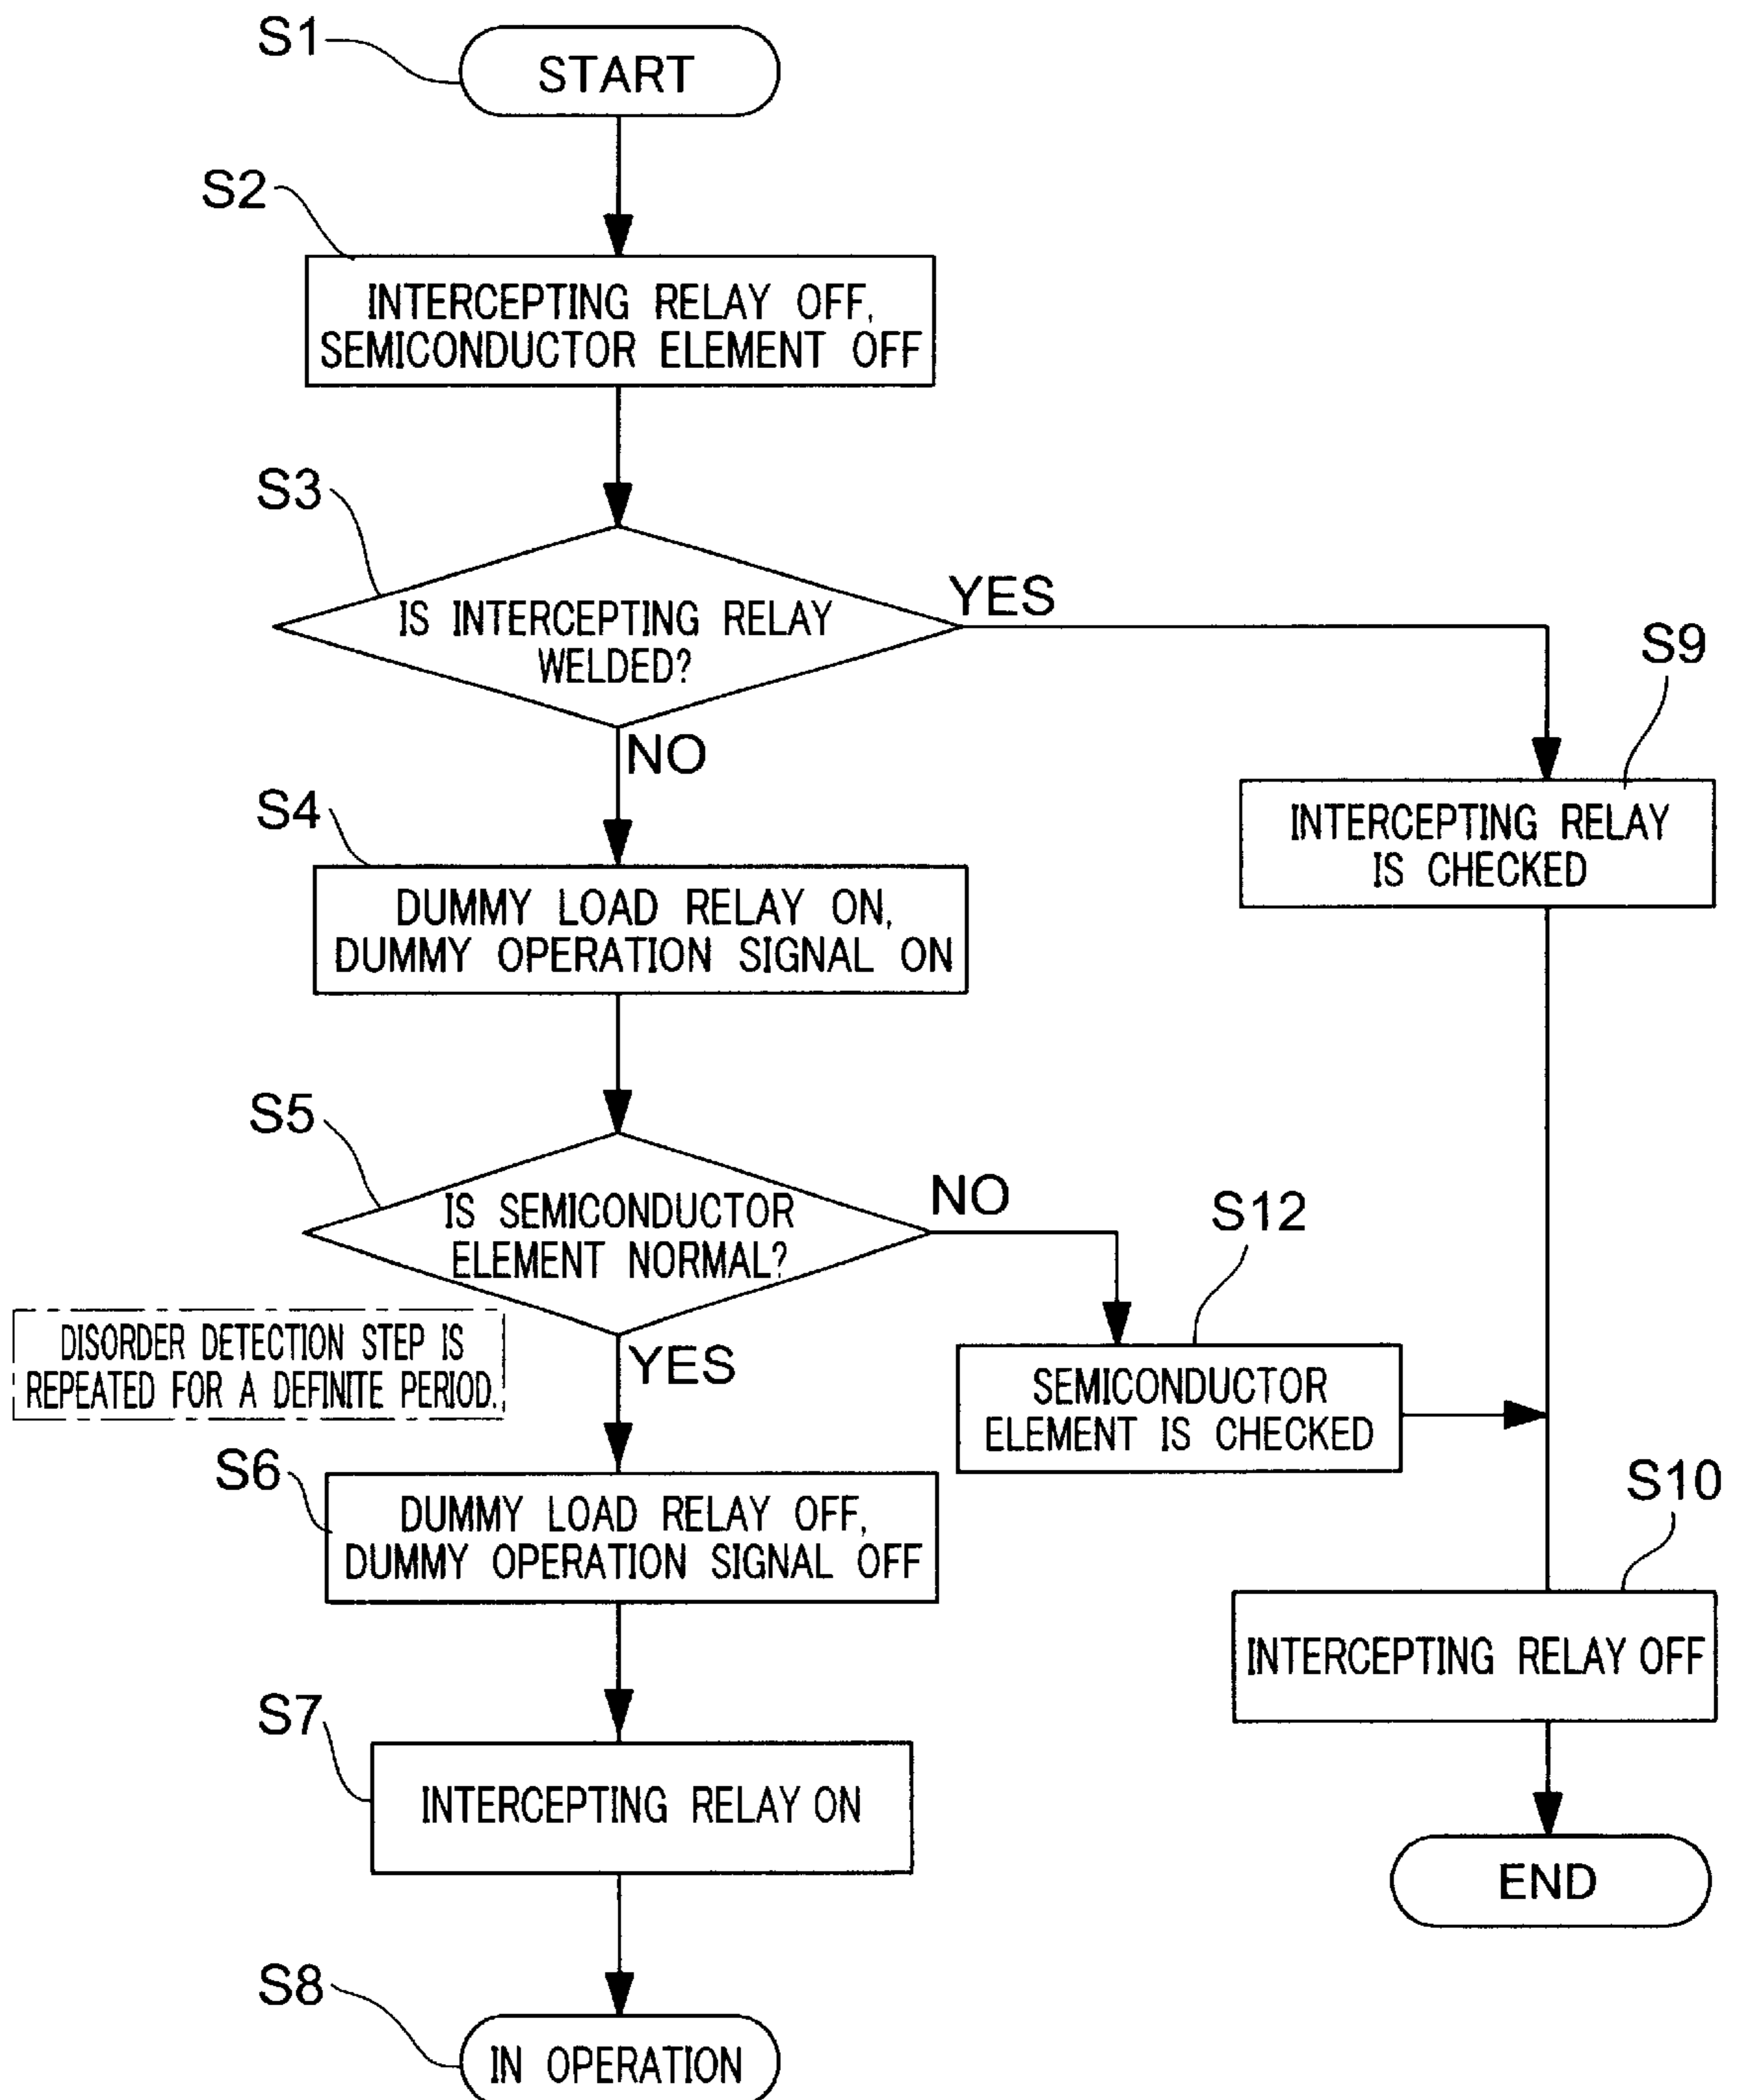 S1
START
S2
INTERCEPTING RELAY OFF,
SEMICONDUCTOR ELEMENT OFF
S3
IS INTERCEPTING RELAY
WELDED?
YES
NO
S9
INTERCEPTING RELAY
IS CHECKED
S4
DUMMY LOAD RELAY ON,
DUMMY OPERATION SIGNAL ON
S5
IS SEMICONDUCTOR
ELEMENT NORMAL?
NO
YES
S12
SEMICONDUCTOR
ELEMENT IS CHECKED
DISORDER DETECTION STEP IS
REPEATED FOR A DEFINITE PERIOD.
S6
DUMMY LOAD RELAY OFF,
DUMMY OPERATION SIGNAL OFF
S10
INTERCEPTING RELAY OFF
S7
INTERCEPTING RELAY ON
END
S8
IN OPERATION